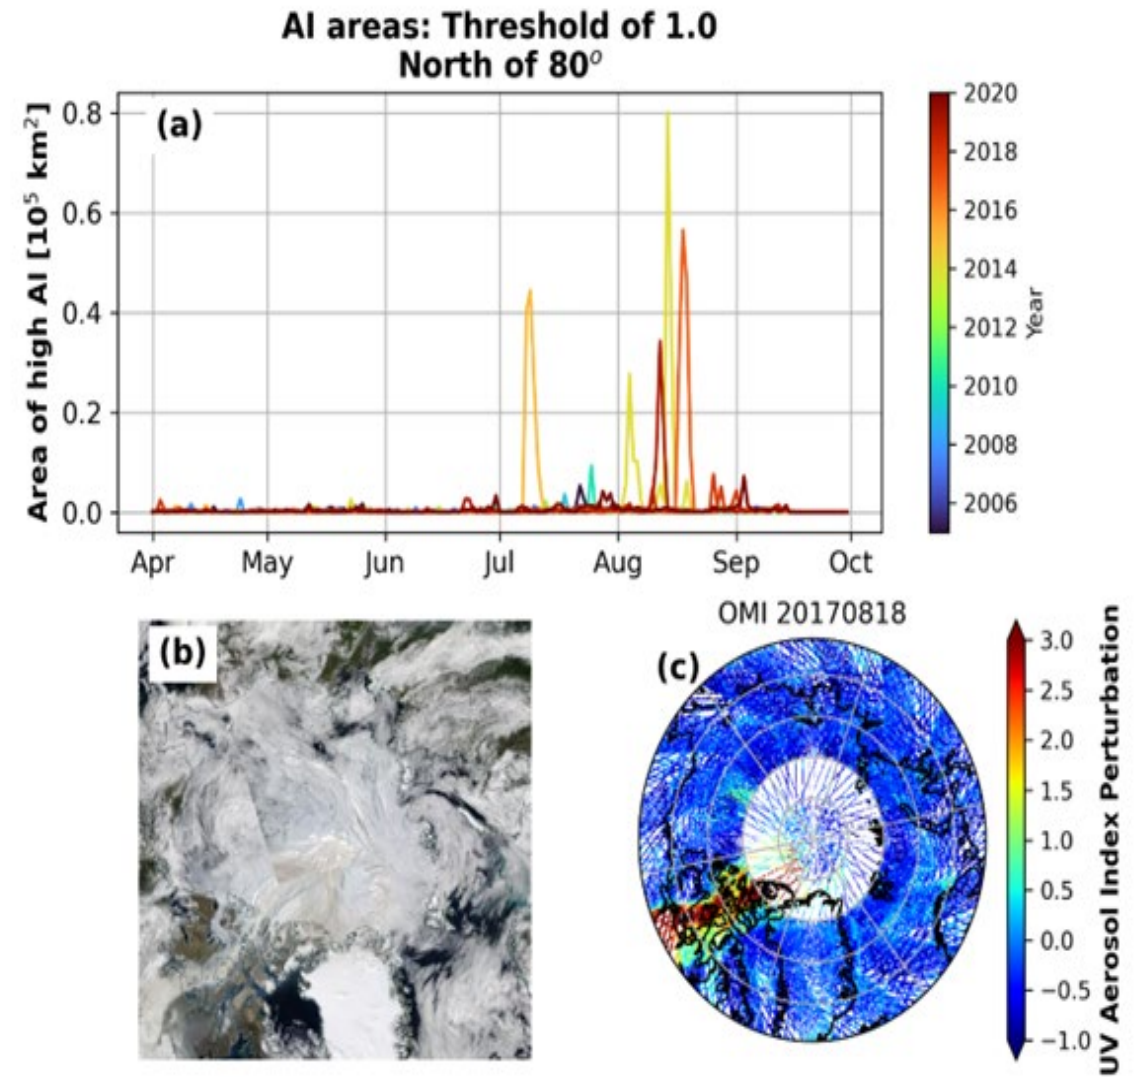 AI areas: Threshold of 1.0
North of 80°
(a)
Area of high AI [10⁵ km²]
0.8
0.6
0.4
0.2
0.0
Apr May Jun Jul Aug Sep Oct
2020
2018
2016
2014
2012
2010
2008
2006
Year
(b)
OMI 20170818
(c)
3.0
2.5
2.0
1.5
1.0
0.5
0.0
−0.5
−1.0
UV Aerosol Index Perturbation